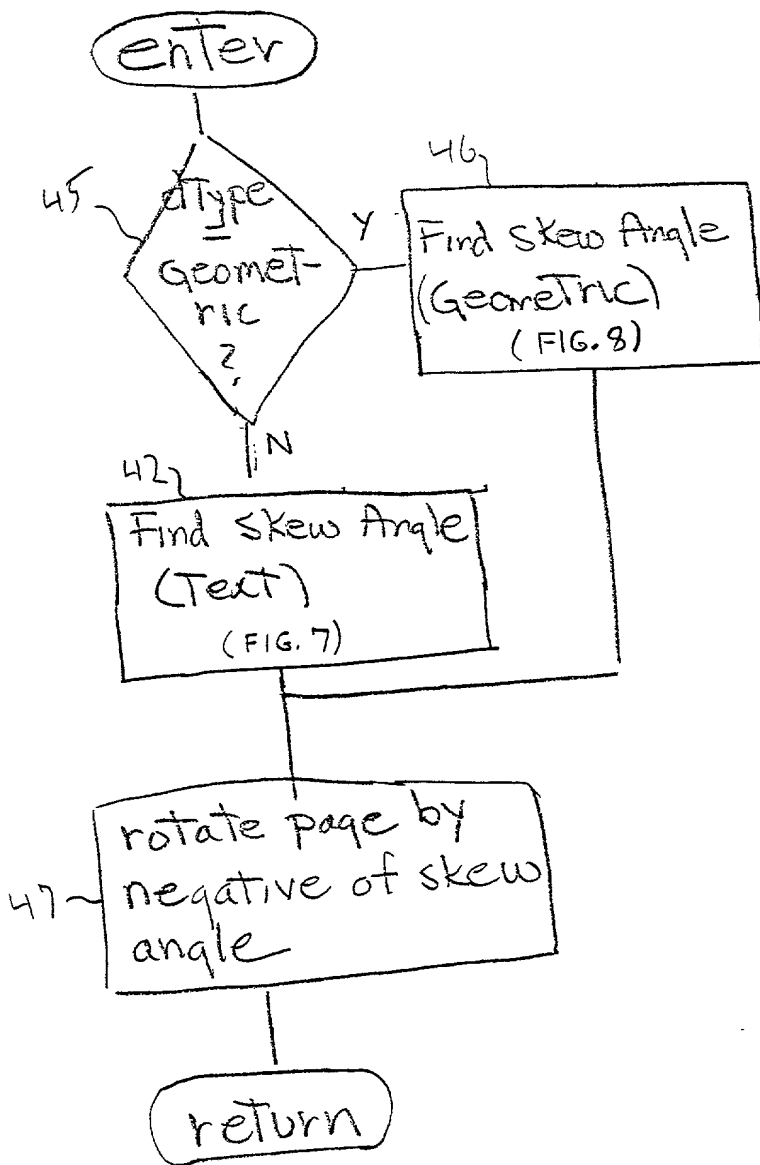 enter
45
dType
=
Geomet-
ric
?
Y
46
Find Skew Angle
(Geometric)
(FIG. 8)
N
42
Find Skew Angle
(Text)
(FIG. 7)
47
rotate page by
negative of skew
angle
return